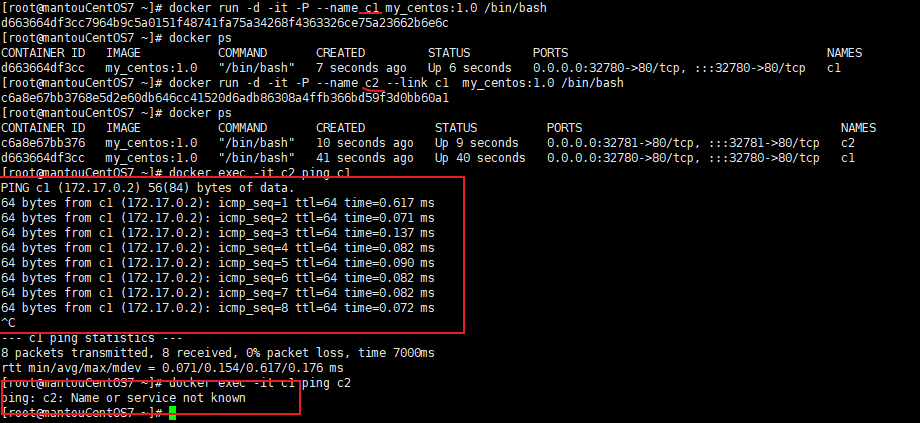 [root@mantouCentOS7 ~]# docker run -d -it -P --name c1 my_centos:1.0 /bin/bash
d663664df3cc7964b9c5a0151f48741fa75a34268f4363326ce75a23662b6e6c
[root@mantouCentOS7 ~]# docker ps
CONTAINER ID   IMAGE           COMMAND       CREATED         STATUS         PORTS                                     NAMES
d663664df3cc   my_centos:1.0   "/bin/bash"   7 seconds ago   Up 6 seconds   0.0.0.0:32780->80/tcp, :::32780->80/tcp   c1
[root@mantouCentOS7 ~]# docker run -d -it -P --name c2 --link c1  my_centos:1.0 /bin/bash
c6a8e67bb3768e5d2e60db646cc41520d6adb86308a4ffb366bd59f3d0bb60a1
[root@mantouCentOS7 ~]# docker ps
CONTAINER ID   IMAGE           COMMAND       CREATED          STATUS          PORTS                                     NAMES
c6a8e67bb376   my_centos:1.0   "/bin/bash"   10 seconds ago   Up 9 seconds    0.0.0.0:32781->80/tcp, :::32781->80/tcp   c2
d663664df3cc   my_centos:1.0   "/bin/bash"   41 seconds ago   Up 40 seconds   0.0.0.0:32780->80/tcp, :::32780->80/tcp   c1
[root@mantouCentOS7 ~]# docker exec -it c2 ping c1
PING c1 (172.17.0.2) 56(84) bytes of data.
64 bytes from c1 (172.17.0.2): icmp_seq=1 ttl=64 time=0.617 ms
64 bytes from c1 (172.17.0.2): icmp_seq=2 ttl=64 time=0.071 ms
64 bytes from c1 (172.17.0.2): icmp_seq=3 ttl=64 time=0.137 ms
64 bytes from c1 (172.17.0.2): icmp_seq=4 ttl=64 time=0.082 ms
64 bytes from c1 (172.17.0.2): icmp_seq=5 ttl=64 time=0.090 ms
64 bytes from c1 (172.17.0.2): icmp_seq=6 ttl=64 time=0.082 ms
64 bytes from c1 (172.17.0.2): icmp_seq=7 ttl=64 time=0.082 ms
64 bytes from c1 (172.17.0.2): icmp_seq=8 ttl=64 time=0.072 ms
^C
--- c1 ping statistics ---
8 packets transmitted, 8 received, 0% packet loss, time 7000ms
rtt min/avg/max/mdev = 0.071/0.154/0.617/0.176 ms
[root@mantouCentOS7 ~]# docker exec -it c1 ping c2
ping: c2: Name or service not known
[root@mantouCentOS7 ~]#